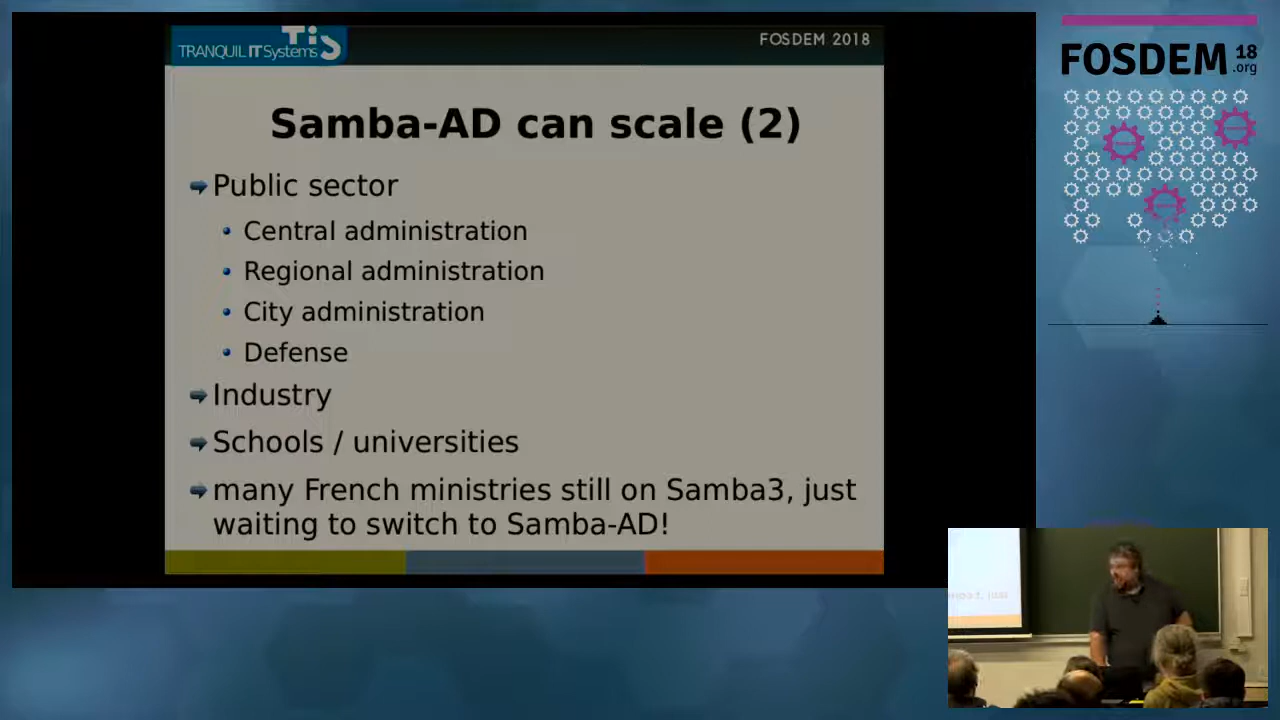 TiS
TRANQUIL IT Systems
FOSDEM 2018
Samba-AD can scale (2)
Public sector
Central administration
Regional administration
City administration
Defense
Industry
Schools / universities
many French ministries still on Samba3, just
waiting to switch to Samba-AD!
FOSDEM 18
.org